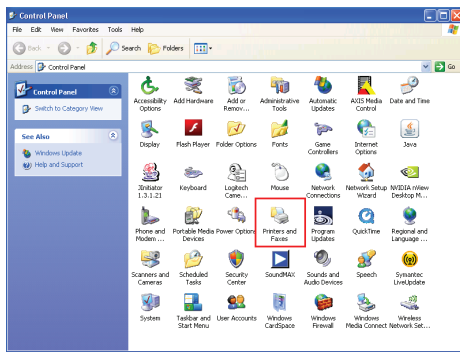 Control Panel
File Edit View Favorites Tools Help
Back Search Folders
Address Control Panel Go
Control Panel
Switch to Category View
See Also
Windows Update
Help and Support
Accessibility Options
Add Hardware
Add or Remov...
Administrative Tools
Automatic Updates
AXIS Media Control
Date and Time
Display
Flash Player
Folder Options
Fonts
Game Controllers
Internet Options
Java
JInitiator 1.3.1.21
Keyboard
Logitech Came...
Mouse
Network Connections
Network Setup Wizard
NVIDIA nView Desktop M...
Phone and Modem ...
Portable Media Devices
Power Options
Printers and Faxes
Program Updates
QuickTime
Regional and Language ...
Scanners and Cameras
Scheduled Tasks
Security Center
SoundMAX
Sounds and Audio Devices
Speech
Symantec LiveUpdate
System
Taskbar and Start Menu
User Accounts
Windows CardSpace
Windows Firewall
Windows Media Connect
Wireless Network Set...